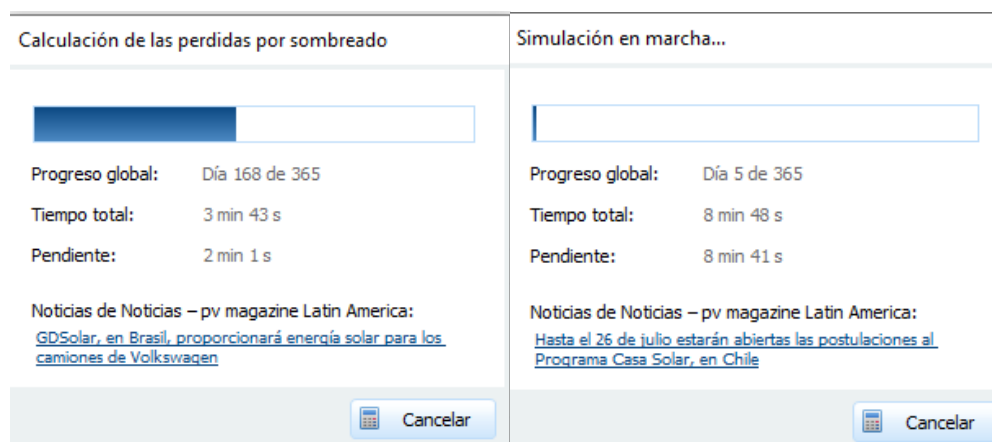 Calculación de las perdidas por sombreado
Progreso global: Día 168 de 365
Tiempo total: 3 min 43 s
Pendiente: 2 min 1 s
Noticias de Noticias – pv magazine Latin America:
GDSolar, en Brasil, proporcionará energía solar para los
camiones de Volkswagen
Cancelar
Simulación en marcha...
Progreso global: Día 5 de 365
Tiempo total: 8 min 48 s
Pendiente: 8 min 41 s
Noticias de Noticias – pv magazine Latin America:
Hasta el 26 de julio estarán abiertas las postulaciones al
Programa Casa Solar, en Chile
Cancelar